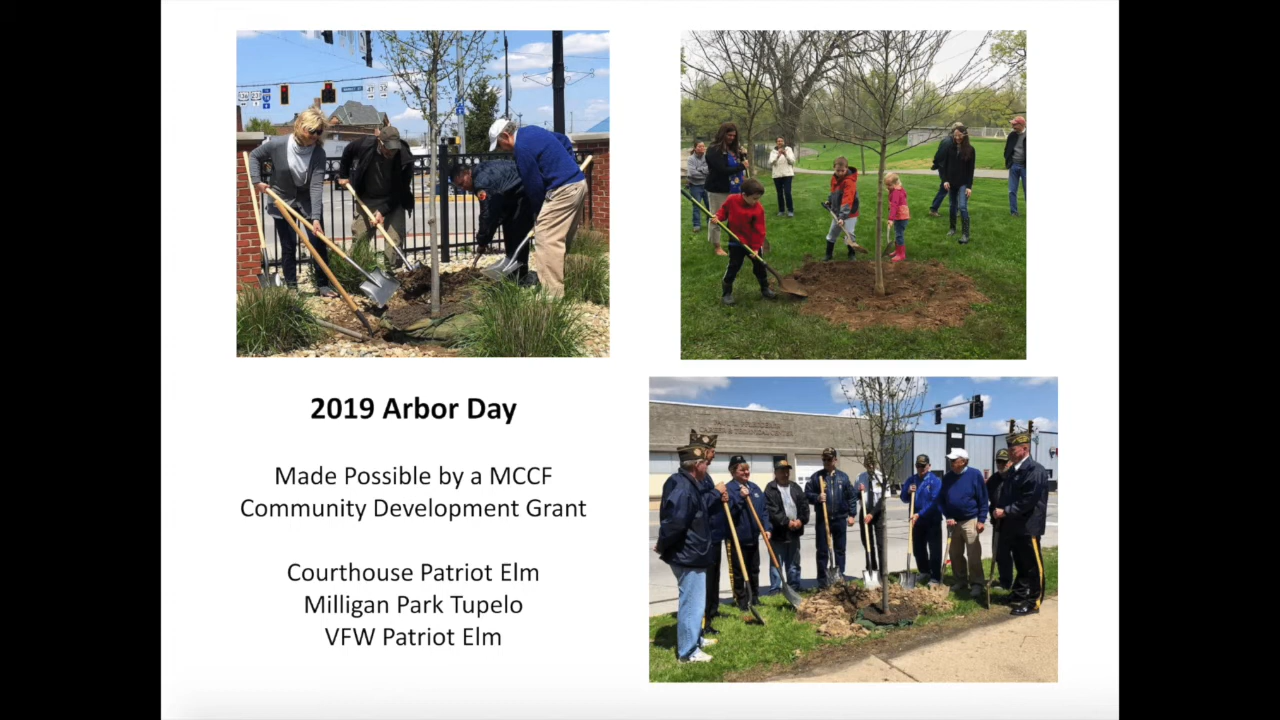 2019 Arbor Day
Made Possible by a MCCF
Community Development Grant
Courthouse Patriot Elm
Milligan Park Tupelo
VFW Patriot Elm